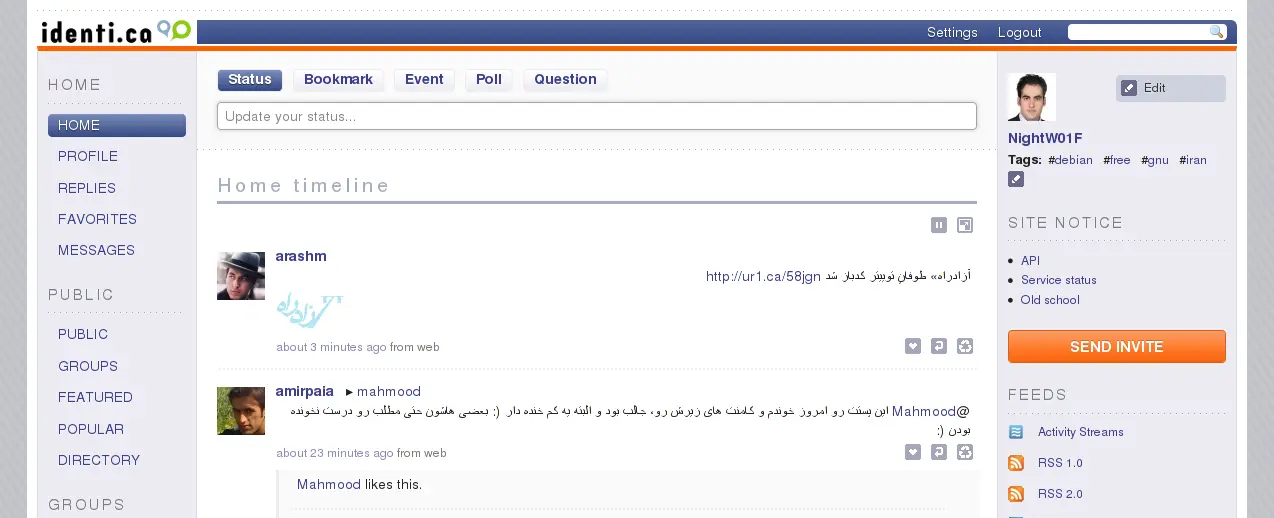 identi.ca
Settings Logout
HOME
HOME
PROFILE
REPLIES
FAVORITES
MESSAGES
PUBLIC
PUBLIC
GROUPS
FEATURED
POPULAR
DIRECTORY
GROUPS
Status Bookmark Event Poll Question
Update your status...
Home timeline
arashm
آزادراه» طوفانِ توییتر کدباز شد http://ur1.ca/58jgn
آزادراه
about 3 minutes ago from web
amirpaia ► mahmood
@Mahmood این پست رو امروز خوندم و کامنت های زیرش رو، جالب بود و البته یه کم خنده دار :) بعضی هاشون حتی مطلب رو درست نخونده
بودن :)
about 23 minutes ago from web
Mahmood likes this.
Edit
NightW01F
Tags: #debian #free #gnu #iran
SITE NOTICE
API
Service status
Old school
SEND INVITE
FEEDS
Activity Streams
RSS 1.0
RSS 2.0